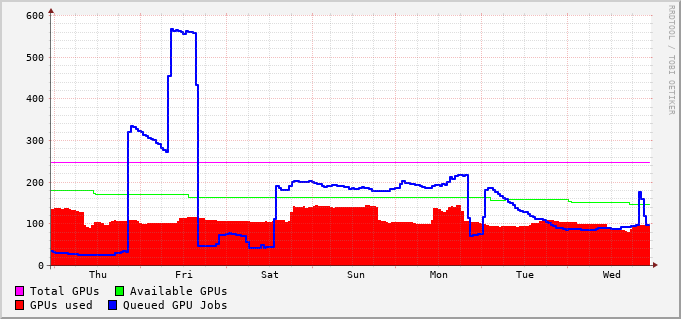 600
500
400
300
200
100
0
Thu Fri Sat Sun Mon Tue Wed
Total GPUs Available GPUs
GPUs used Queued GPU Jobs
RRDTOOL / TOBI OETIKER